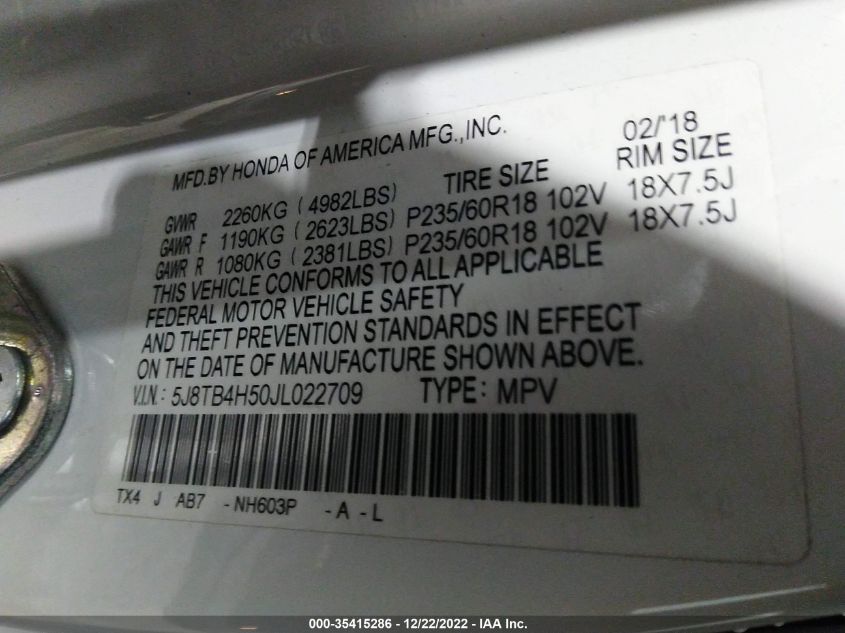 MFD.BY HONDA OF AMERICA MFG.,INC. 02/'18
TIRE SIZE RIM SIZE
GVWR 2260KG (4982LBS)
GAWR F 1190KG (2623LBS) P235/60R18 102V 18X7.5J
GAWR R 1080KG (2381LBS) P235/60R18 102V 18X7.5J
THIS VEHICLE CONFORMS TO ALL APPLICABLE
FEDERAL MOTOR VEHICLE SAFETY
AND THEFT PREVENTION STANDARDS IN EFFECT
ON THE DATE OF MANUFACTURE SHOWN ABOVE.
V.I.N.: 5J8TB4H50JL022709 TYPE: MPV
TX4 J AB7 -NH603P -A -L
000-35415286 - 12/22/2022 - IAA Inc.